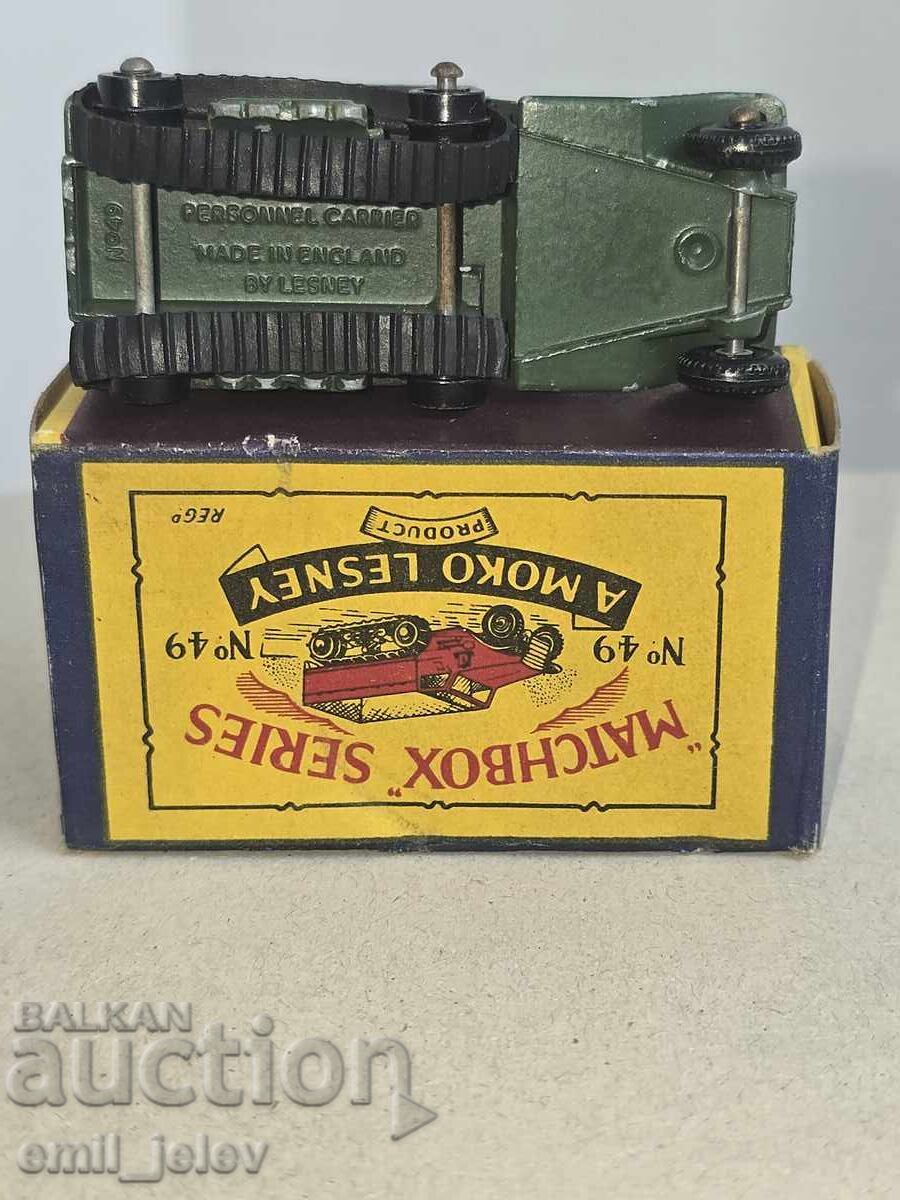 No49
PERSONNEL CARRIER
MADE IN ENGLAND
BY LESNEY
"MATCHBOX" SERIES
No. 49
No. 49
A MOKO LESNEY
PRODUCT
REGD
BALKAN
auction
emil_jelev